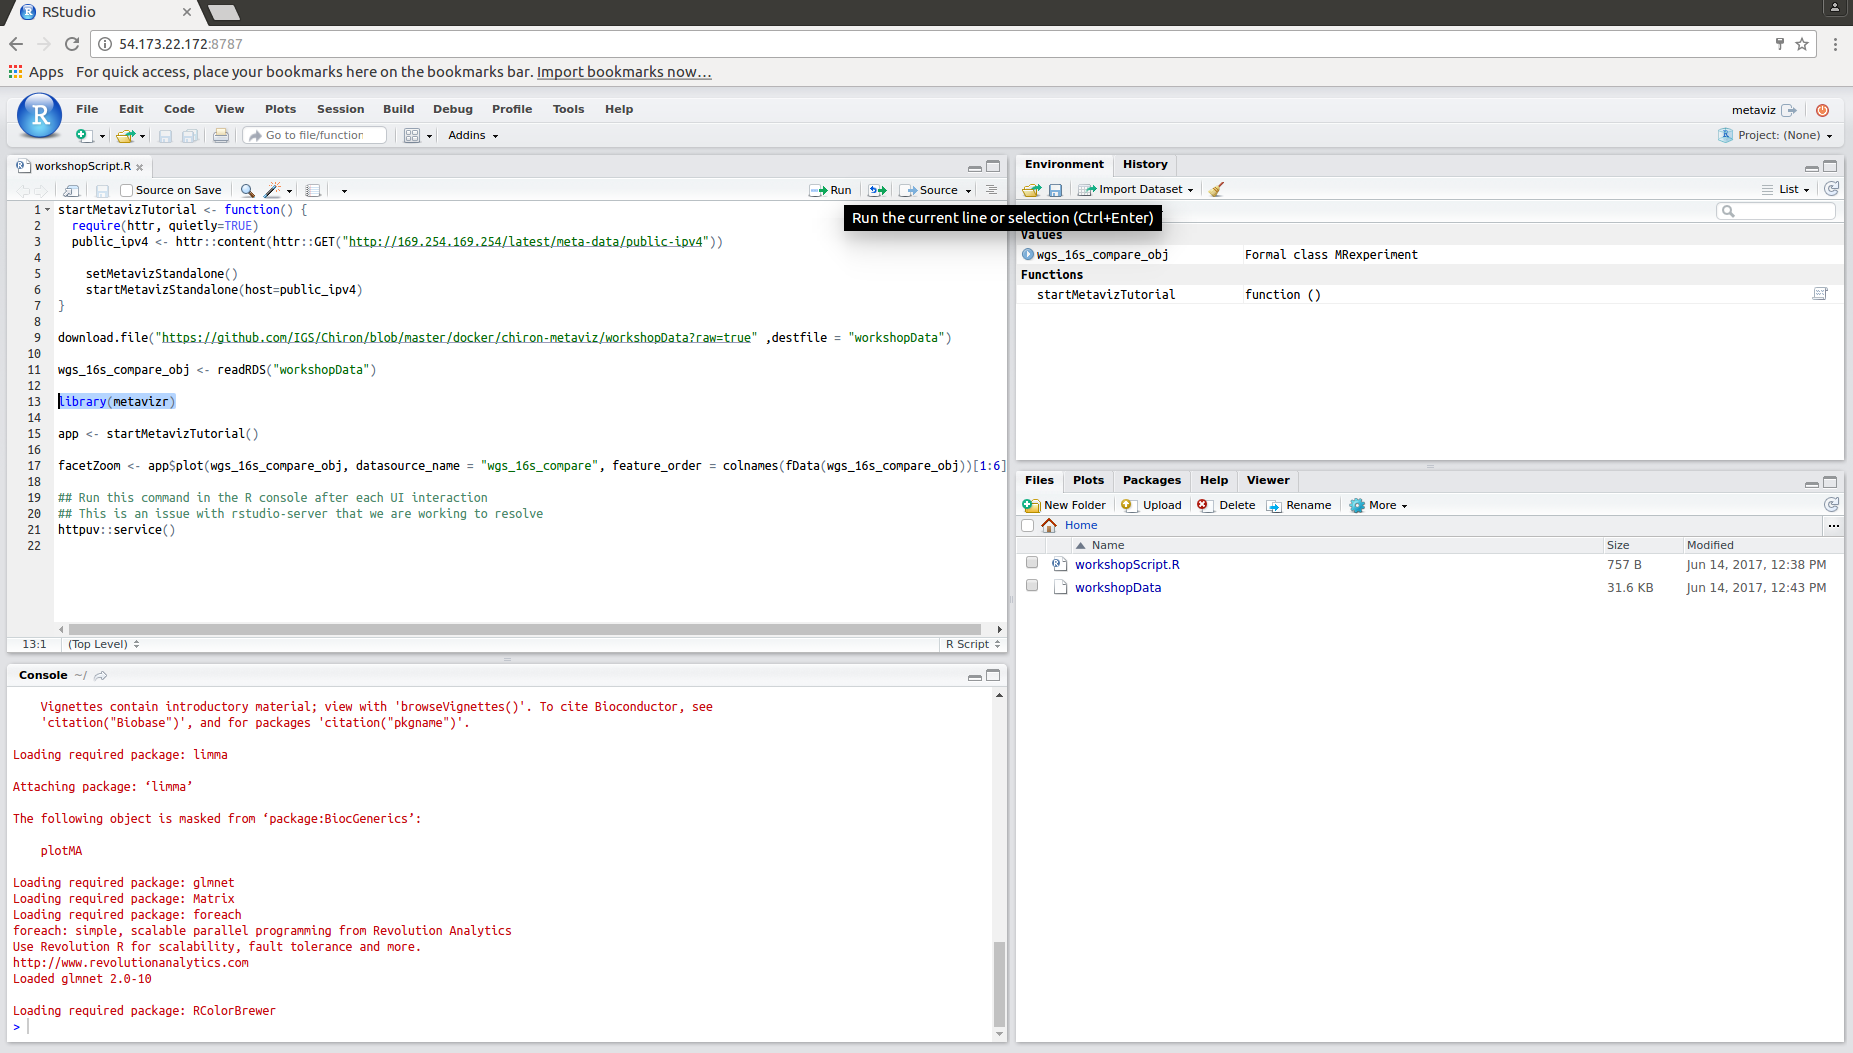 RStudio
54.173.22.172:8787
Apps For quick access, place your bookmarks here on the bookmarks bar. Import bookmarks now...
R
File Edit Code View Plots Session Build Debug Profile Tools Help
metaviz
Go to file/function
Addins
Project: (None)
workshopScript.R
Source on Save
Run
Source
1 startMetavizTutorial <- function() {
2 require(httr, quietly=TRUE)
3 public_ipv4 <- httr::content(httr::GET("http://169.254.169.254/latest/meta-data/public-ipv4"))
4
5 setMetavizStandalone()
6 startMetavizStandalone(host=public_ipv4)
7 }
8
9 download.file("https://github.com/IGS/Chiron/blob/master/docker/chiron-metaviz/workshopData?raw=true" ,destfile = "workshopData")
10
11 wgs_16s_compare_obj <- readRDS("workshopData")
12
13 library(metavizr)
14
15 app <- startMetavizTutorial()
16
17 facetZoom <- app$plot(wgs_16s_compare_obj, datasource_name = "wgs_16s_compare", feature_order = colnames(fData(wgs_16s_compare_obj))[1:6]
18
19 ## Run this command in the R console after each UI interaction
20 ## This is an issue with rstudio-server that we are working to resolve
21 httpuv::service()
22
13:1 (Top Level) R Script
Run the current line or selection (Ctrl+Enter)
Console ~/
Vignettes contain introductory material; view with 'browseVignettes()'. To cite Bioconductor, see
'citation("Biobase")', and for packages 'citation("pkgname")'.
Loading required package: limma
Attaching package: ‘limma’
The following object is masked from ‘package:BiocGenerics’:
plotMA
Loading required package: glmnet
Loading required package: Matrix
Loading required package: foreach
foreach: simple, scalable parallel programming from Revolution Analytics
Use Revolution R for scalability, fault tolerance and more.
http://www.revolutionanalytics.com
Loaded glmnet 2.0-10
Loading required package: RColorBrewer
>
Environment History
Import Dataset
List
Values
wgs_16s_compare_obj Formal class MRexperiment
Functions
startMetavizTutorial function ()
Files Plots Packages Help Viewer
New Folder Upload Delete Rename More
Home
...
Name Size Modified
workshopScript.R 757 B Jun 14, 2017, 12:38 PM
workshopData 31.6 KB Jun 14, 2017, 12:43 PM